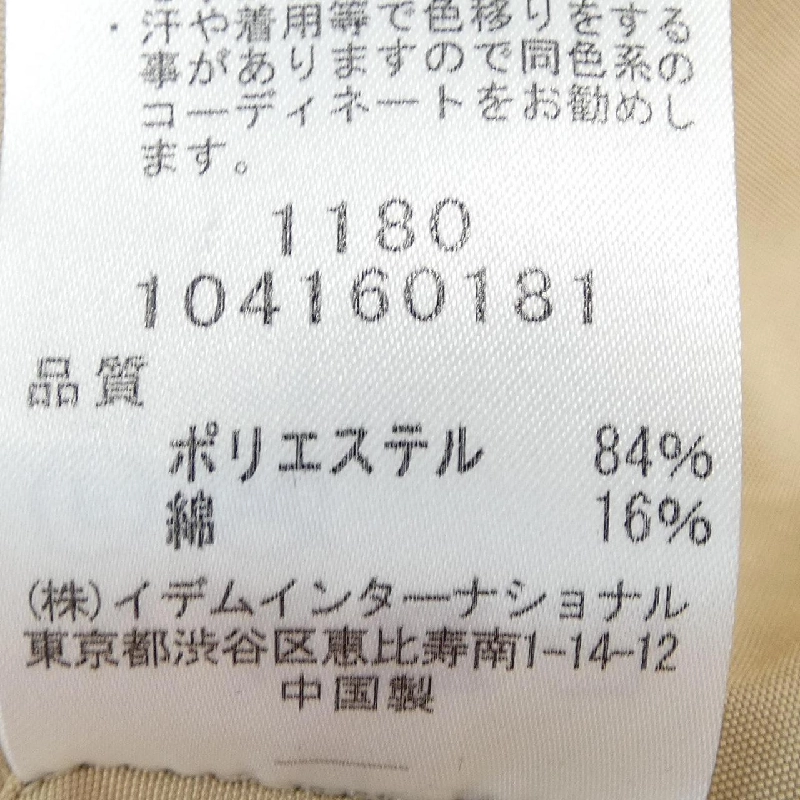 ・汗や着用等で色移りをする
事がありますので同色系の
コーディネートをお勧めし
ます。
1180
104160181
品質
ポリエステル 84%
綿 16%
(株)イデムインターナショナル
東京都渋谷区恵比寿南1-14-12
中国製